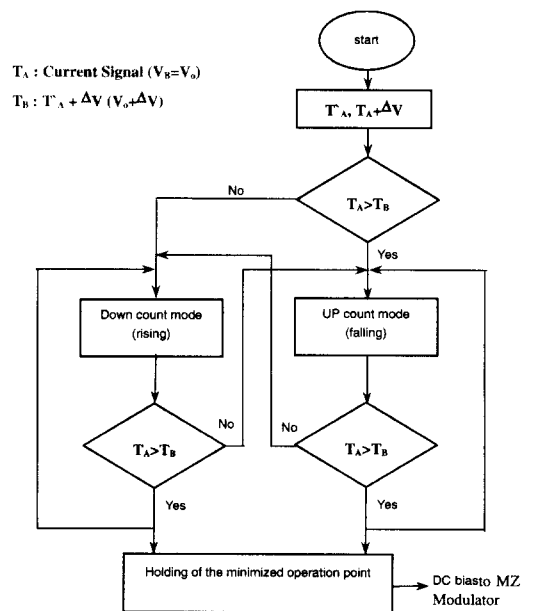 start
T_A : Current Signal (V_B=V_o)
T_B : T`_A + ΔV (V_o+ΔV)
T`_A, T_A+ΔV
No
T_A>T_B
Yes
Down count mode
(rising)
UP count mode
(falling)
No
No
T_A>T_B
T_A>T_B
Yes
Yes
Holding of the minimized operation point
DC biasto MZ
Modulator